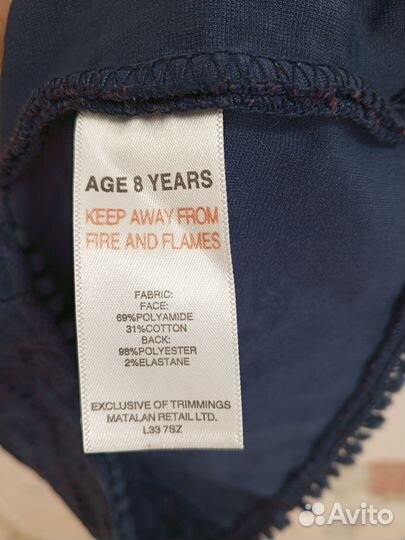 AGE 8 YEARS
KEEP AWAY FROM
FIRE AND FLAMES
FABRIC:
FACE:
69%POLYAMIDE
31%COTTON
BACK:
98%POLYESTER
2%ELASTANE
EXCLUSIVE OF TRIMMINGS
MATALAN RETAIL LTD.
L33 7SZ.
Avito